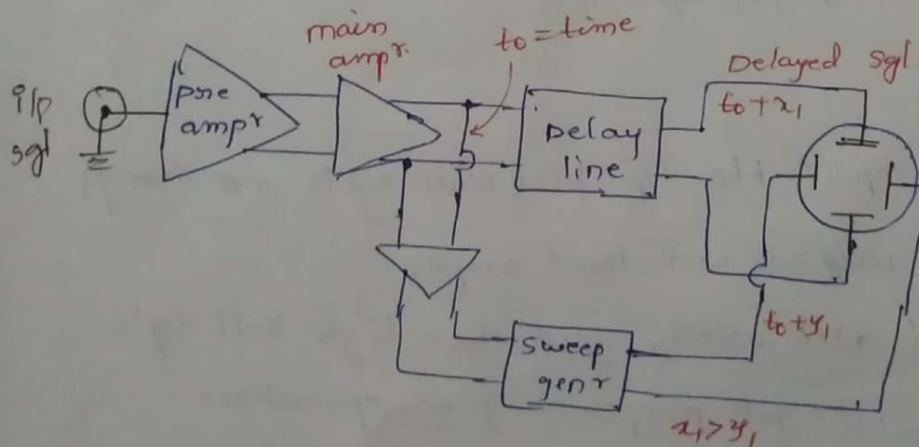 i/p
sgl
pre
ampr
main
ampr
t0 = time
Delay
line
Delayed sgl
t0 + x1
t0 + y1
sweep
genr
x1 > y1